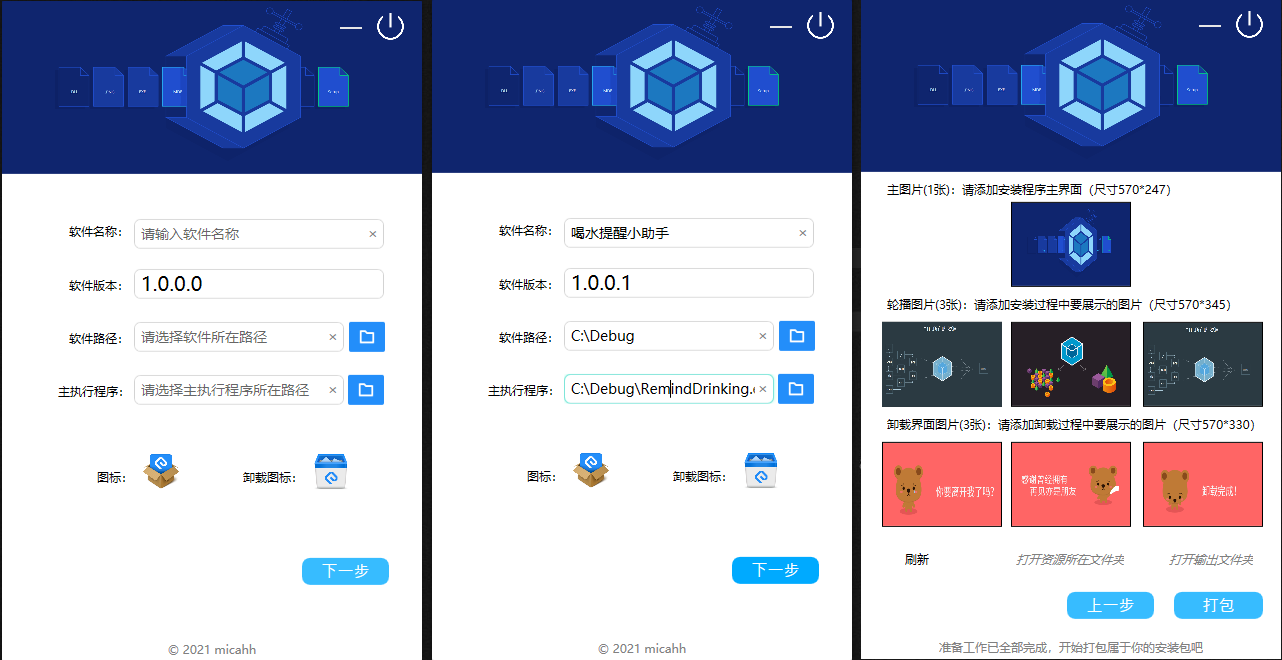 软件名称：
请输入软件名称
×
软件版本：
1.0.0.0
软件路径：
请选择软件所在路径
×
主执行程序：
请选择主执行程序所在路径
×
图标：
卸载图标：
下一步
© 2021 micahh
软件名称：
喝水提醒小助手
×
软件版本：
1.0.0.1
软件路径：
C:\Debug
×
主执行程序：
C:\Debug\RemindDrinking.
×
图标：
卸载图标：
下一步
© 2021 micahh
主图片(1张)：请添加安装程序主界面（尺寸570*247）
轮播图片(3张)：请添加安装过程中要展示的图片（尺寸570*345）
卸载界面图片(3张)：请添加卸载过程中要展示的图片（尺寸570*330）
你要离开我了吗？
感谢曾经拥有
再见亦是朋友
卸载完成！
刷新
打开资源所在文件夹
打开输出文件夹
上一步
打包
准备工作已全部完成，开始打包属于你的安装包吧